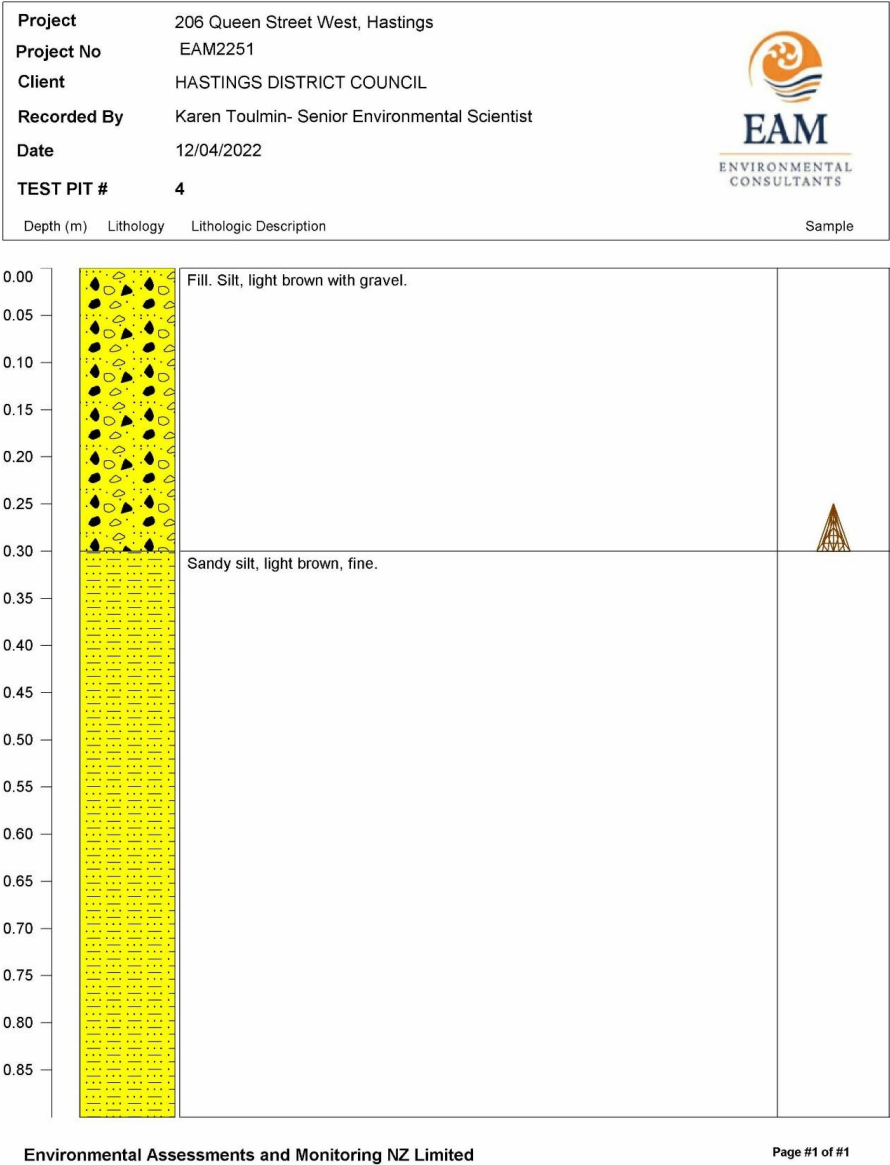 Project 206 Queen Street West, Hastings
Project No EAM2251
Client HASTINGS DISTRICT COUNCIL
Recorded By Karen Toulmin- Senior Environmental Scientist
Date 12/04/2022
TEST PIT # 4
EAM
ENVIRONMENTAL
CONSULTANTS
Depth (m) Lithology Lithologic Description Sample
0.00 Fill. Silt, light brown with gravel.
0.05
0.10
0.15
0.20
0.25
0.30 Sandy silt, light brown, fine.
0.35
0.40
0.45
0.50
0.55
0.60
0.65
0.70
0.75
0.80
0.85
Environmental Assessments and Monitoring NZ Limited Page #1 of #1